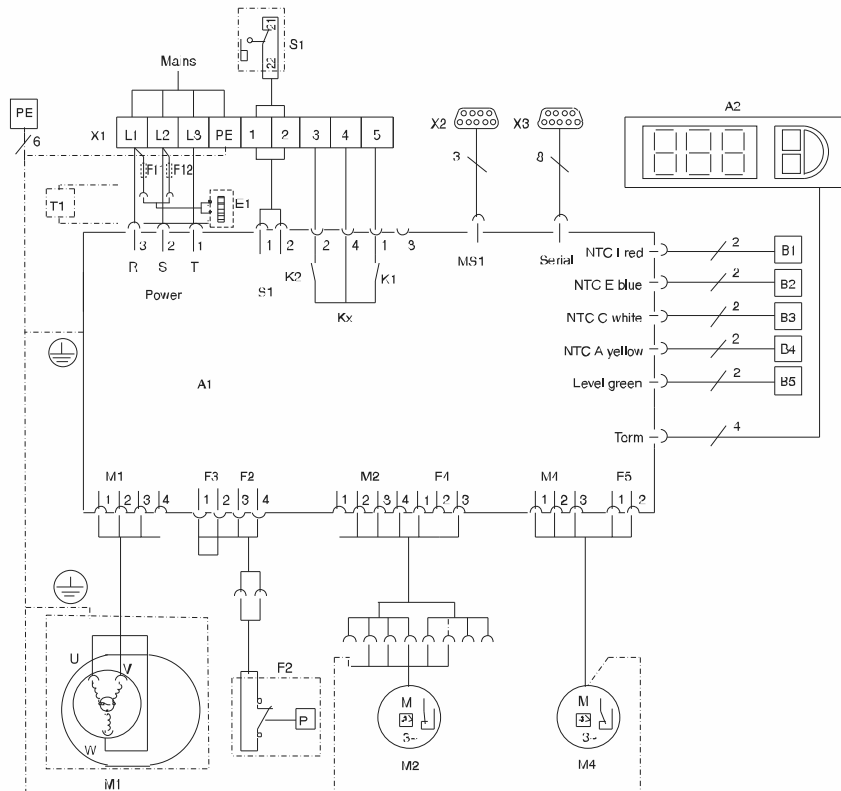 21
22
S1
Mains
PE
6
X1 L1 L2 L3 PE 1 2 3 4 5
X2
X3
A2
3
8
F11 F12
T1
E1
3 2 1 1 2 2 4 1 3
R S T
Power
S1
K2
K1
Kx
MS1
Serial
NTC I red 2 B1
NTC E blue 2 B2
NTC C white 2 B3
NTC A yellow 2 B4
Level green 2 B5
Term 4
A1
M1 F3 F2 M2 F4 M4 F5
1 2 3 4 1 2 3 4 1 2 3 4 1 2 3 1 2 3 1 2
U V
W
M1
F2
P
M
3~
M2
M
3~
M4